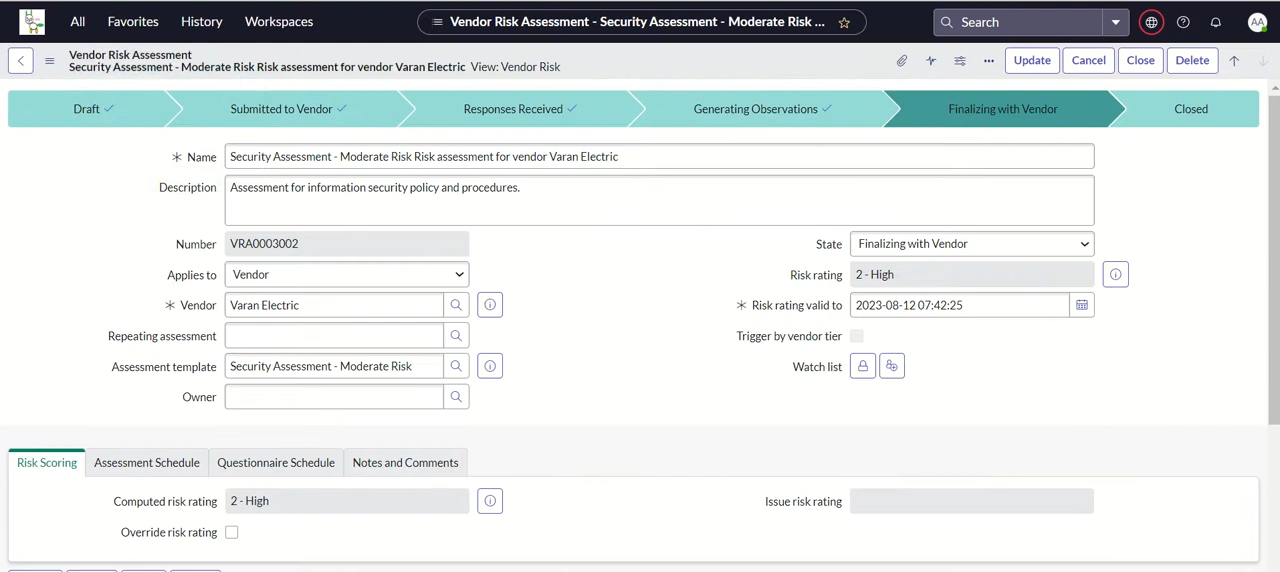 All Favorites History Workspaces Vendor Risk Assessment - Security Assessment - Moderate Risk ... Search AA
Vendor Risk Assessment
Security Assessment - Moderate Risk Risk assessment for vendor Varan Electric View: Vendor Risk Update Cancel Close Delete
Draft Submitted to Vendor Responses Received Generating Observations Finalizing with Vendor Closed
Name Security Assessment - Moderate Risk Risk assessment for vendor Varan Electric
Description Assessment for information security policy and procedures.
Number VRA0003002 State Finalizing with Vendor
Applies to Vendor Risk rating 2 - High
Vendor Varan Electric Risk rating valid to 2023-08-12 07:42:25
Repeating assessment Trigger by vendor tier
Assessment template Security Assessment - Moderate Risk Watch list
Owner
Risk Scoring Assessment Schedule Questionnaire Schedule Notes and Comments
Computed risk rating 2 - High Issue risk rating
Override risk rating